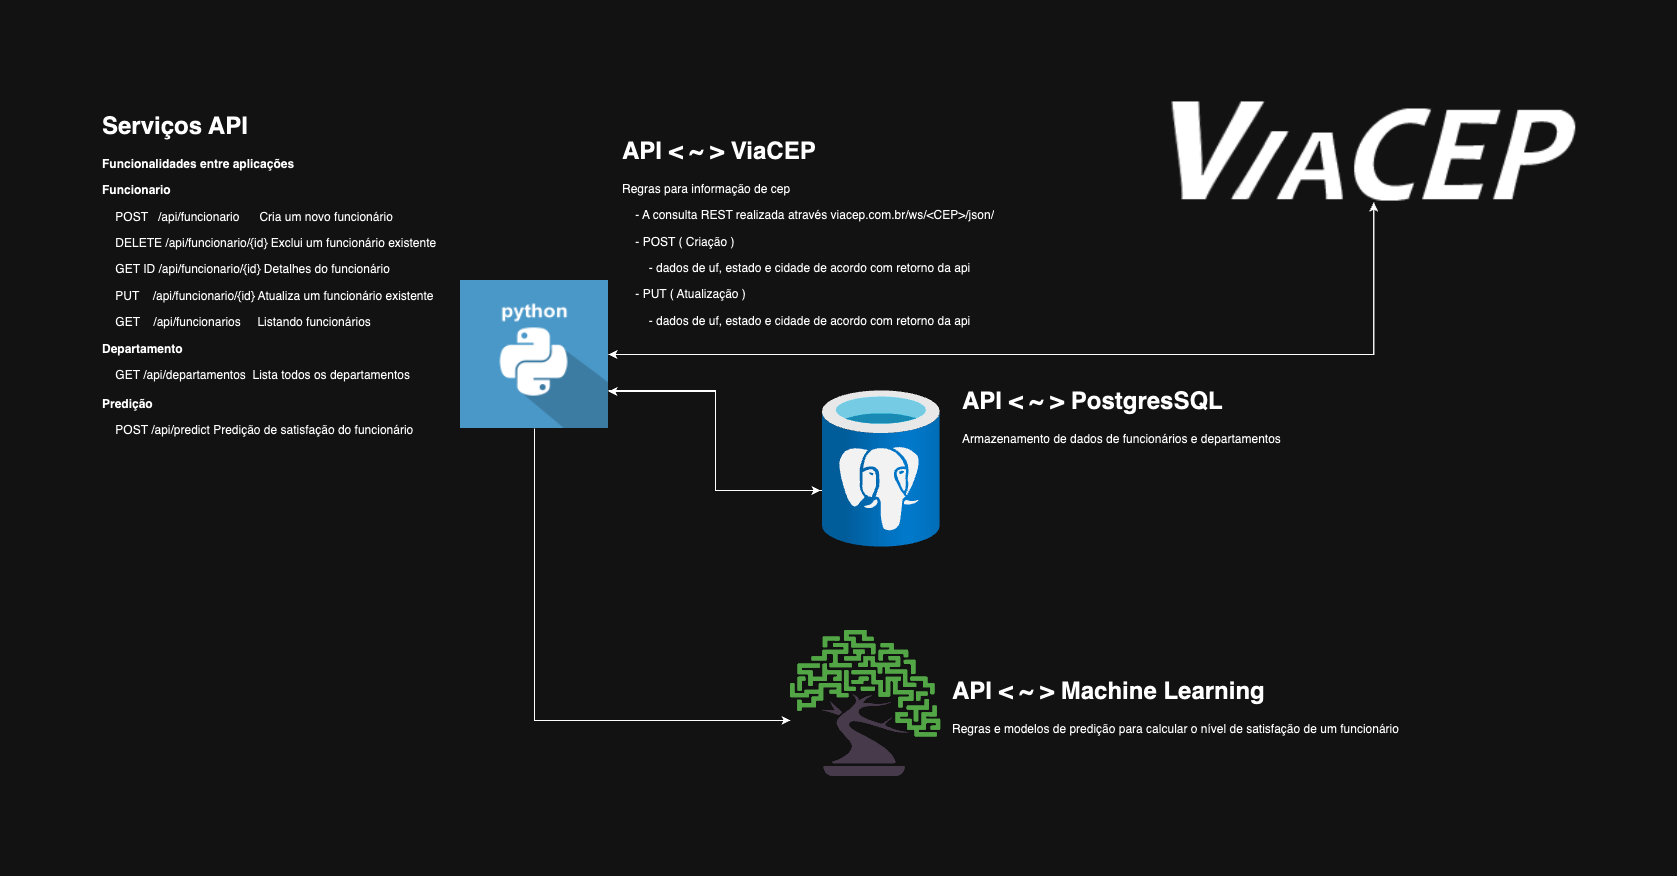 Serviços API
Funcionalidades entre aplicações
Funcionario
POST /api/funcionario Cria um novo funcionário
DELETE /api/funcionario/{id} Exclui um funcionário existente
GET ID /api/funcionario/{id} Detalhes do funcionário
PUT /api/funcionario/{id} Atualiza um funcionário existente
GET /api/funcionarios Listando funcionários
Departamento
GET /api/departamentos Lista todos os departamentos
Predição
POST /api/predict Predição de satisfação do funcionário
python
API < ~ > ViaCEP
Regras para informação de cep
- A consulta REST realizada através viacep.com.br/ws/<CEP>/json/
- POST ( Criação )
- dados de uf, estado e cidade de acordo com retorno da api
- PUT ( Atualização )
- dados de uf, estado e cidade de acordo com retorno da api
VIACEP
API < ~ > PostgresSQL
Armazenamento de dados de funcionários e departamentos
API < ~ > Machine Learning
Regras e modelos de predição para calcular o nível de satisfação de um funcionário